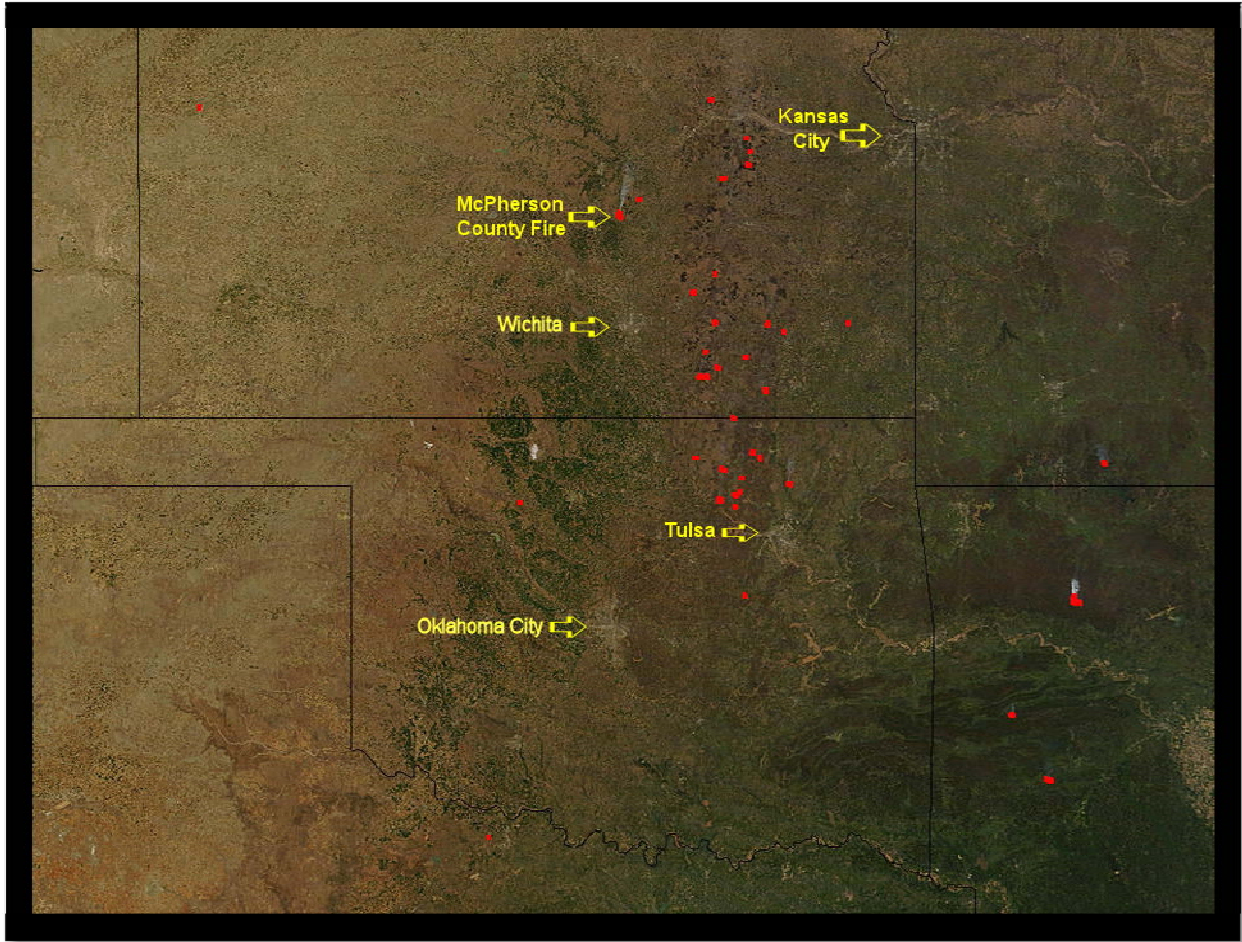 Kansas
City
McPherson
County Fire
Wichita
Tulsa
Oklahoma City